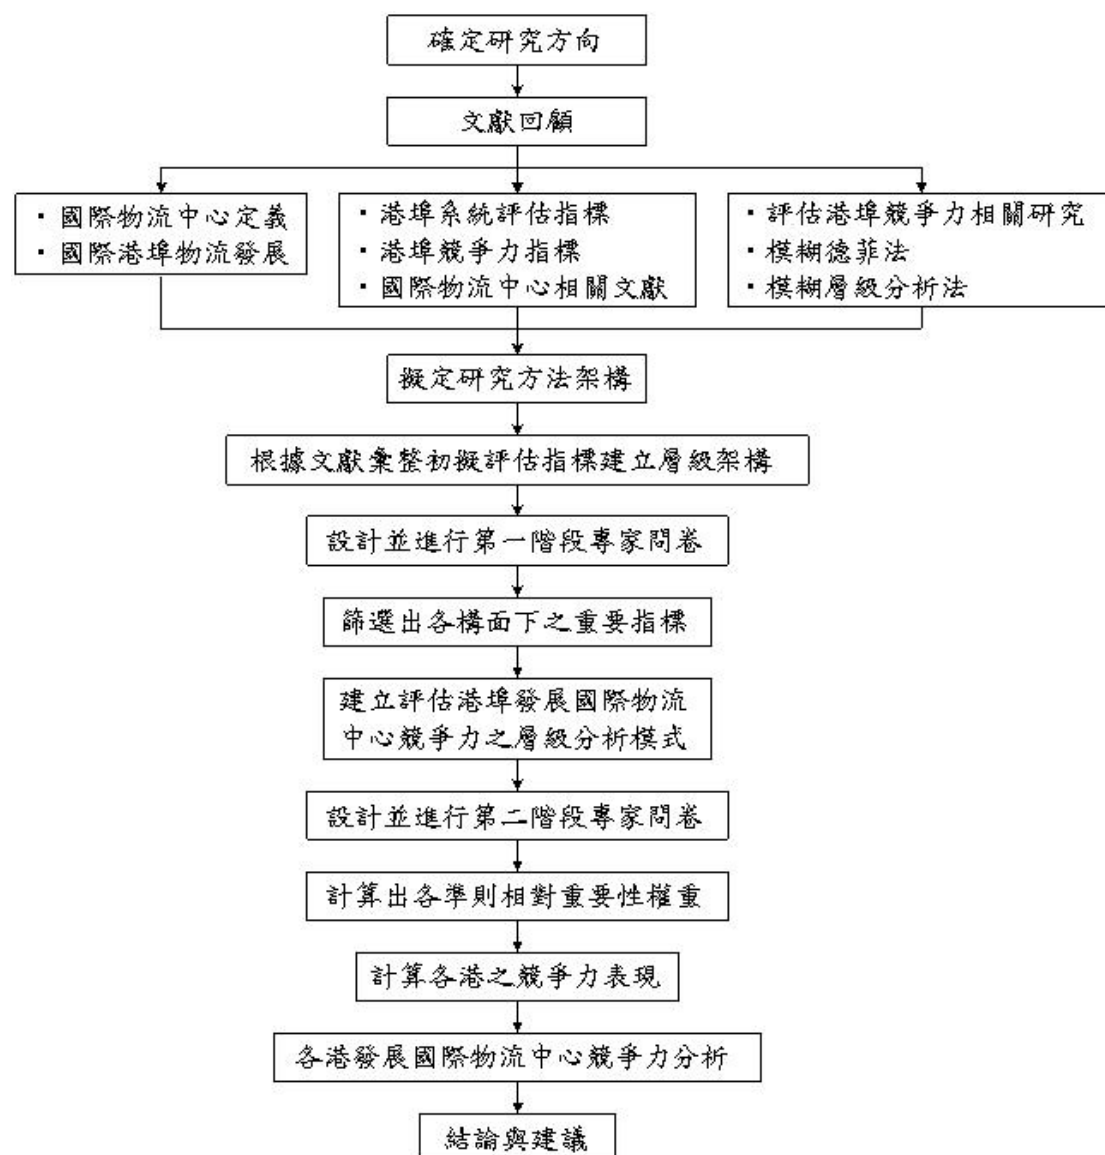 確定研究方向
文獻回顧
・國際物流中心定義
・國際港埠物流發展
・港埠系統評估指標
・港埠競爭力指標
・國際物流中心相關文獻
・評估港埠競爭力相關研究
・模糊德菲法
・模糊層級分析法
擬定研究方法架構
根據文獻彙整初擬評估指標建立層級架構
設計並進行第一階段專家問卷
篩選出各構面下之重要指標
建立評估港埠發展國際物流
中心競爭力之層級分析模式
設計並進行第二階段專家問卷
計算出各準則相對重要性權重
計算各港之競爭力表現
各港發展國際物流中心競爭力分析
結論與建議